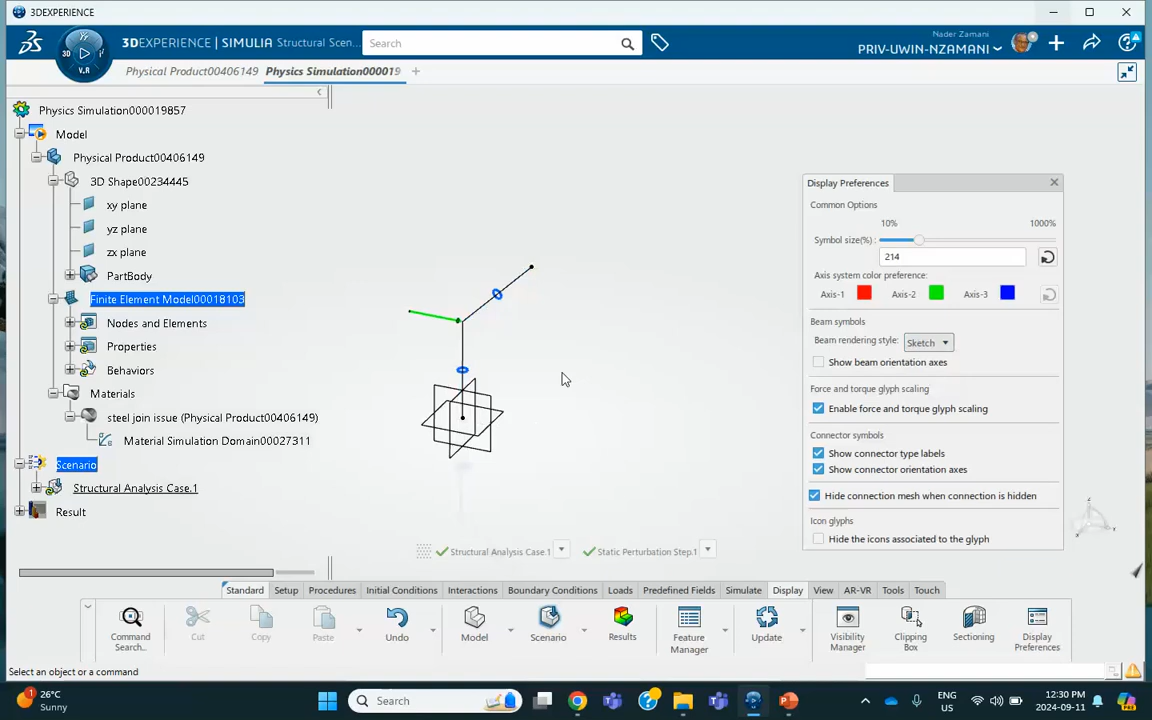 3DEXPERIENCE
3DEXPERIENCE | SIMULIA Structural Scen...
Search
Nader Zamani
PRIV-UWIN-NZAMANI
3D
V.R
Physical Product00406149
Physics Simulation000019
Physics Simulation000019857
Model
Physical Product00406149
3D Shape00234445
xy plane
yz plane
zx plane
PartBody
Finite Element Model00018103
Nodes and Elements
Properties
Behaviors
Materials
steel join issue (Physical Product00406149)
Material Simulation Domain00027311
Scenario
Structural Analysis Case.1
Result
Display Preferences
Common Options
10%
1000%
Symbol size(%) :
214
Axis system color preference:
Axis-1
Axis-2
Axis-3
Beam symbols
Beam rendering style:
Sketch
Show beam orientation axes
Force and torque glyph scaling
Enable force and torque glyph scaling
Connector symbols
Show connector type labels
Show connector orientation axes
Hide connection mesh when connection is hidden
Icon glyphs
Hide the icons associated to the glyph
Structural Analysis Case.1
Static Perturbation Step.1
Standard
Setup
Procedures
Initial Conditions
Interactions
Boundary Conditions
Loads
Predefined Fields
Simulate
Display
View
AR-VR
Tools
Touch
Command Search...
Cut
Copy
Paste
Undo
Model
Scenario
Results
Feature Manager
Update
Visibility Manager
Clipping Box
Sectioning
Display Preferences
Select an object or a command
1
26°C
Sunny
Search
ENG
US
12:30 PM
2024-09-11